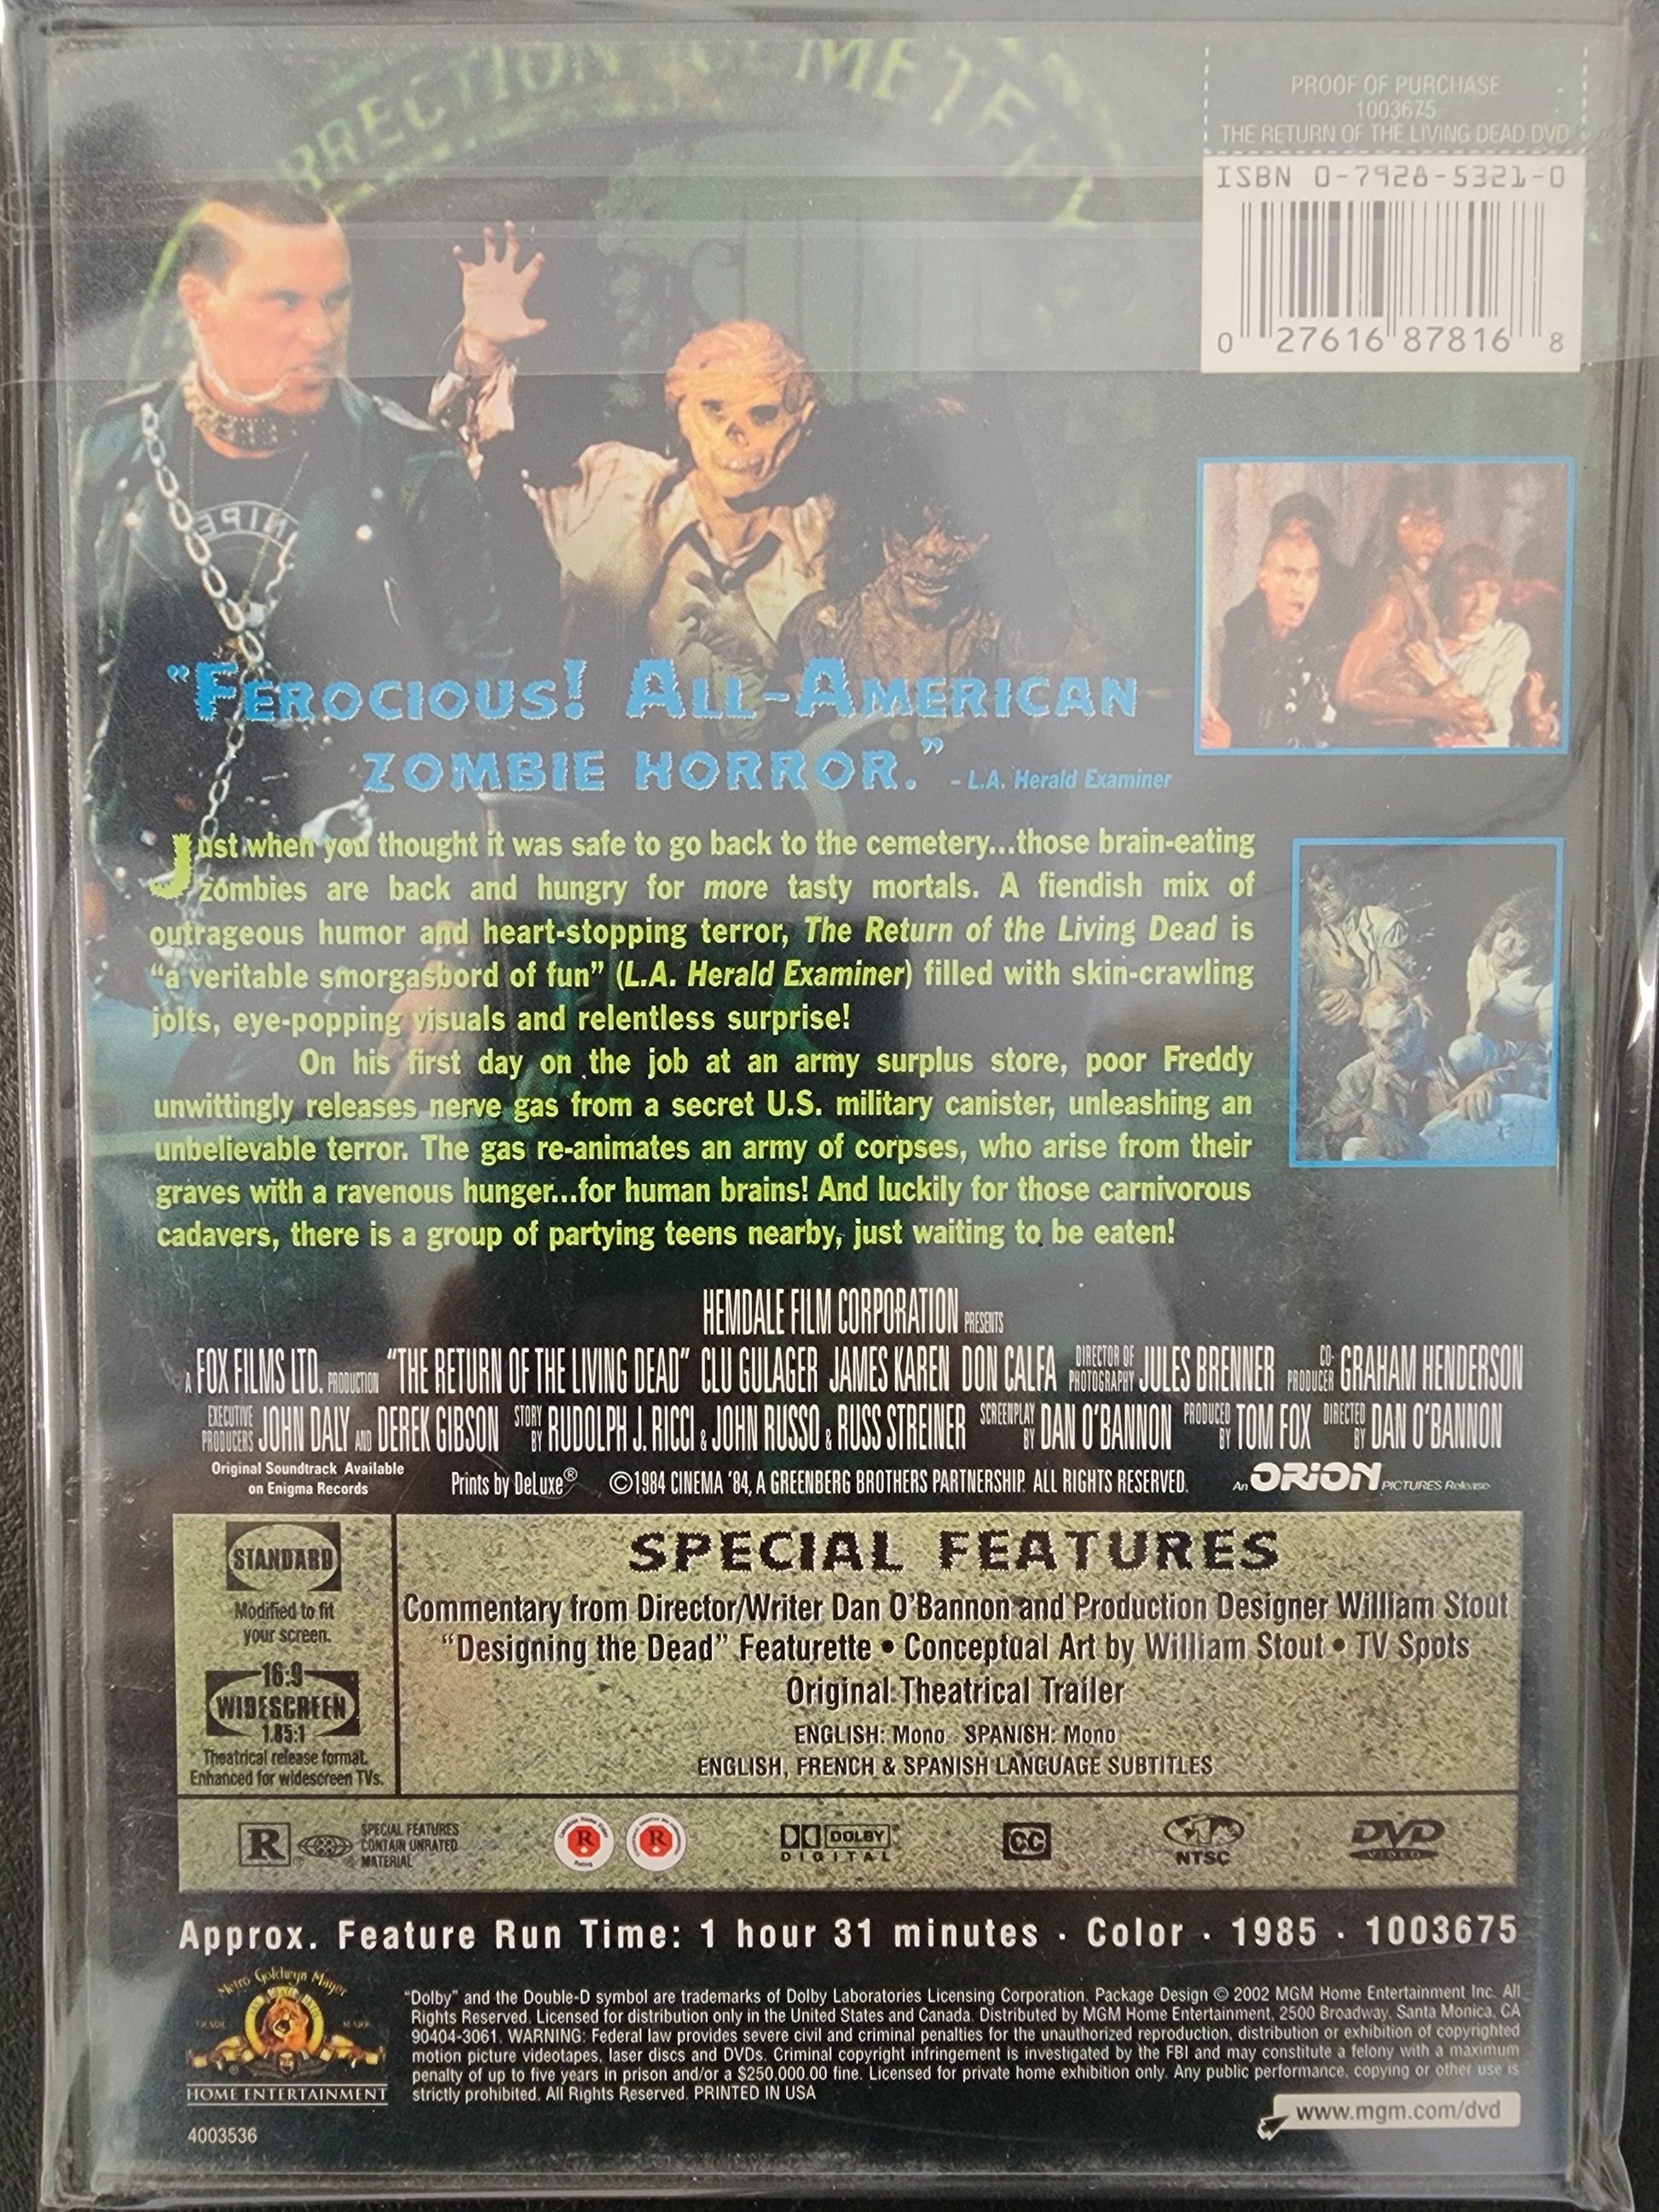 RRECTION CEMETERY
PROOF OF PURCHASE
1003675
THE RETURN OF THE LIVING DEAD DVD
ISBN 0-7928-5321-0
0 27616 87816 8
"FEROCIOUS! ALL-AMERICAN
ZOMBIE HORROR."
- L.A. Herald Examiner
Just when you thought it was safe to go back to the cemetery...those brain-eating
zombies are back and hungry for more tasty mortals. A fiendish mix of
outrageous humor and heart-stopping terror, The Return of the Living Dead is
"a veritable smorgasbord of fun" (L.A. Herald Examiner) filled with skin-crawling
jolts, eye-popping visuals and relentless surprise!
On his first day on the job at an army surplus store, poor Freddy
unwittingly releases nerve gas from a secret U.S. military canister, unleashing an
unbelievable terror. The gas re-animates an army of corpses, who arise from their
graves with a ravenous hunger...for human brains! And luckily for those carnivorous
cadavers, there is a group of partying teens nearby, just waiting to be eaten!
HEMDALE FILM CORPORATION PRESENTS
A FOX FILMS LTD. PRODUCTION "THE RETURN OF THE LIVING DEAD" CLU GULAGER JAMES KAREN DON CALFA DIRECTOR OF PHOTOGRAPHY JULES BRENNER CO-PRODUCER GRAHAM HENDERSON
EXECUTIVE PRODUCERS JOHN DALY AND DEREK GIBSON STORY BY RUDOLPH J. RICCI & JOHN RUSSO & RUSS STREINER SCREENPLAY BY DAN O'BANNON PRODUCED BY TOM FOX DIRECTED BY DAN O'BANNON
Original Soundtrack Available
on Enigma Records
Prints by DeLuxe® ©1984 CINEMA '84, A GREENBERG BROTHERS PARTNERSHIP. ALL RIGHTS RESERVED.
An ORION PICTURES Release
STANDARD
Modified to fit
your screen.
16:9
WIDESCREEN
1.85:1
Theatrical release format.
Enhanced for widescreen TVs.
SPECIAL FEATURES
Commentary from Director/Writer Dan O'Bannon and Production Designer William Stout
"Designing the Dead" Featurette • Conceptual Art by William Stout • TV Spots
Original Theatrical Trailer
ENGLISH: Mono SPANISH: Mono
ENGLISH, FRENCH & SPANISH LANGUAGE SUBTITLES
R
SPECIAL FEATURES
CONTAIN UNRATED
MATERIAL
R
R
DOLBY
DIGITAL
CC
NTSC
DVD
VIDEO
Approx. Feature Run Time: 1 hour 31 minutes · Color · 1985 · 1003675
Metro Goldwyn Mayer
TRADE MARK
HOME ENTERTAINMENT
4003536
"Dolby" and the Double-D symbol are trademarks of Dolby Laboratories Licensing Corporation. Package Design © 2002 MGM Home Entertainment Inc. All
Rights Reserved. Licensed for distribution only in the United States and Canada. Distributed by MGM Home Entertainment, 2500 Broadway, Santa Monica, CA
90404-3061. WARNING: Federal law provides severe civil and criminal penalties for the unauthorized reproduction, distribution or exhibition of copyrighted
motion picture videotapes, laser discs and DVDs. Criminal copyright infringement is investigated by the FBI and may constitute a felony with a maximum
penalty of up to five years in prison and/or a $250,000.00 fine. Licensed for private home exhibition only. Any public performance, copying or other use is
strictly prohibited. All Rights Reserved. PRINTED IN USA
www.mgm.com/dvd